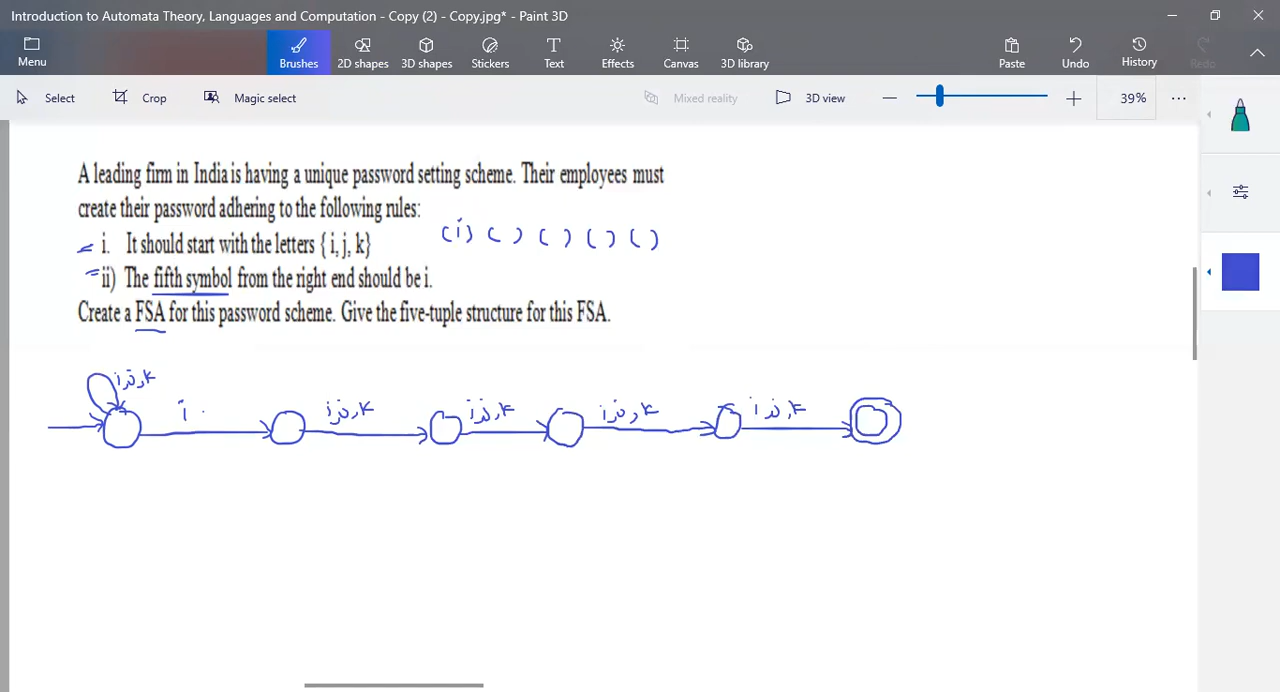 Introduction to Automata Theory, Languages and Computation - Copy (2) - Copy.jpg* - Paint 3D
Menu
Brushes
2D shapes
3D shapes
Stickers
Text
Effects
Canvas
3D library
Paste
Undo
History
Redo
Select
Crop
Magic select
Mixed reality
3D view
39%
A leading firm in India is having a unique password setting scheme. Their employees must
create their password adhering to the following rules:
i. It should start with the letters { i, j, k}
(i) ( ) ( ) ( ) ( )
ii) The fifth symbol from the right end should be i.
Create a FSA for this password scheme. Give the five-tuple structure for this FSA.
i,j,k
i
i,j,k
i,j,k
i,j,k
i,j,k